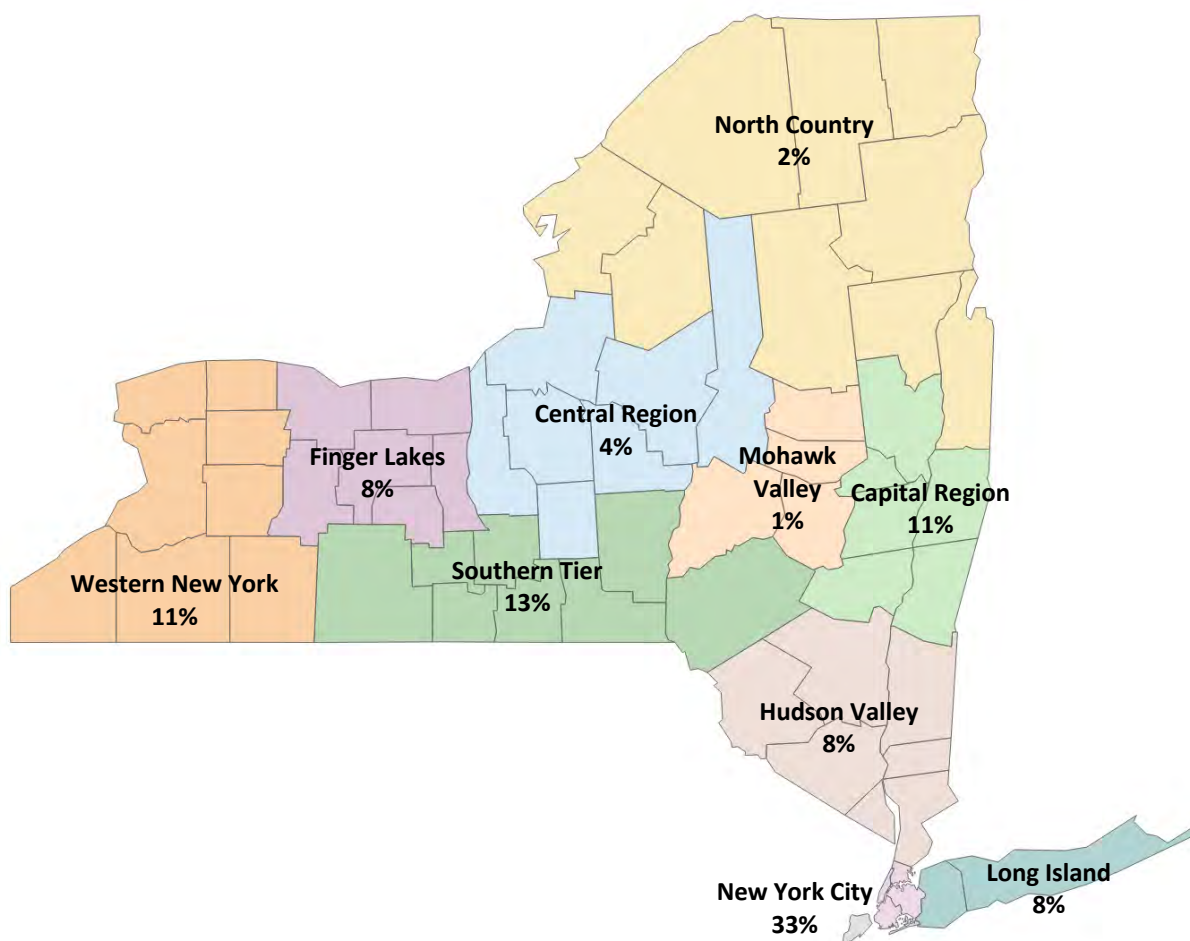 North Country
2%
Central Region
4%
Finger Lakes
8%
Mohawk
Valley
1%
Capital Region
11%
Western New York
11%
Southern Tier
13%
Hudson Valley
8%
New York City
33%
Long Island
8%